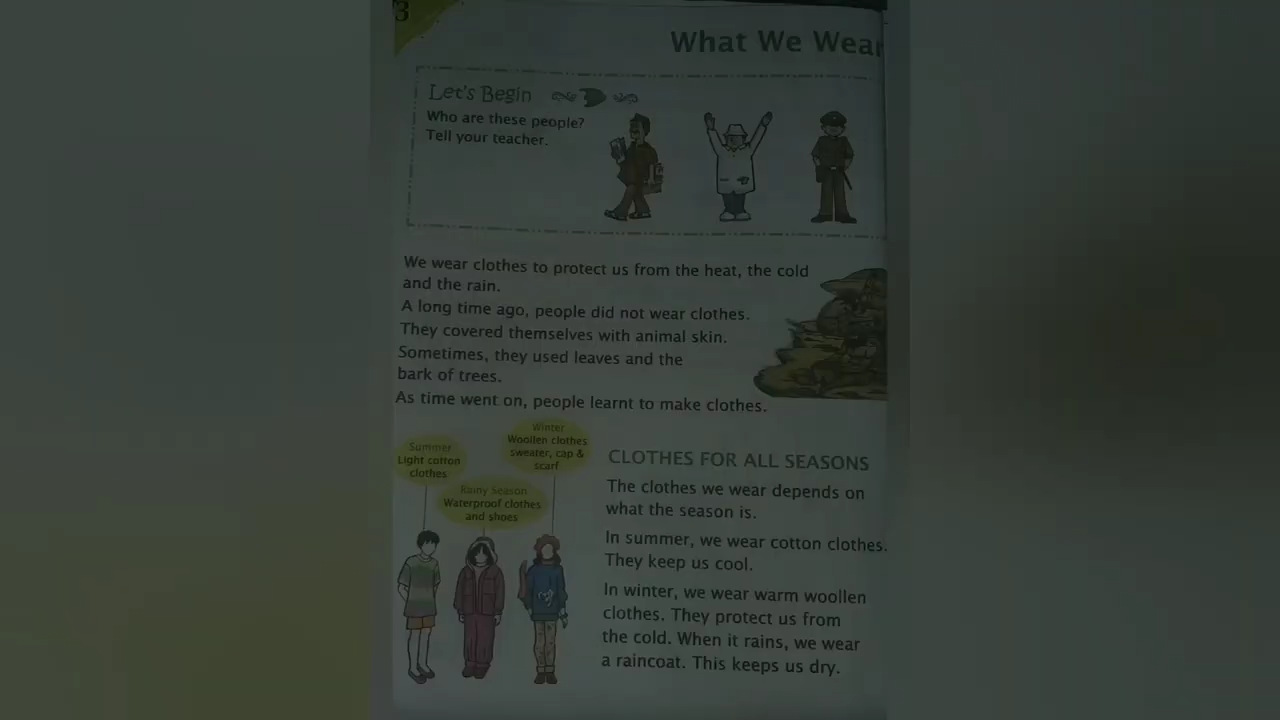 3
What We Wear
Let's Begin
Who are these people?
Tell your teacher.
We wear clothes to protect us from the heat, the cold
and the rain.
A long time ago, people did not wear clothes.
They covered themselves with animal skin.
Sometimes, they used leaves and the
bark of trees.
As time went on, people learnt to make clothes.
Summer
Light cotton
clothes
Rainy Season
Waterproof clothes
and shoes
Winter
Woollen clothes
sweater, cap &
scarf
CLOTHES FOR ALL SEASONS
The clothes we wear depends on
what the season is.
In summer, we wear cotton clothes.
They keep us cool.
In winter, we wear warm woollen
clothes. They protect us from
the cold. When it rains, we wear
a raincoat. This keeps us dry.